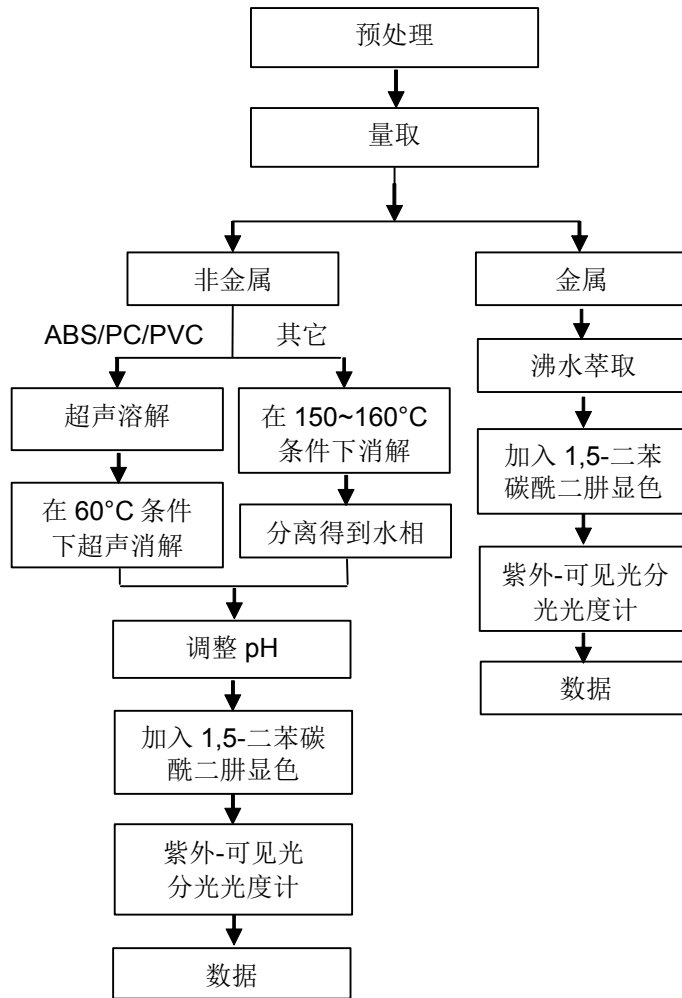 预处理
量取
非金属
金属
ABS/PC/PVC
其它
沸水萃取
超声溶解
在 150~160°C
条件下消解
加入 1,5-二苯
碳酰二肼显色
在 60°C 条件
下超声消解
分离得到水相
紫外-可见光分
光光度计
调整 pH
数据
加入 1,5-二苯碳
酰二肼显色
紫外-可见光
分光光度计
数据